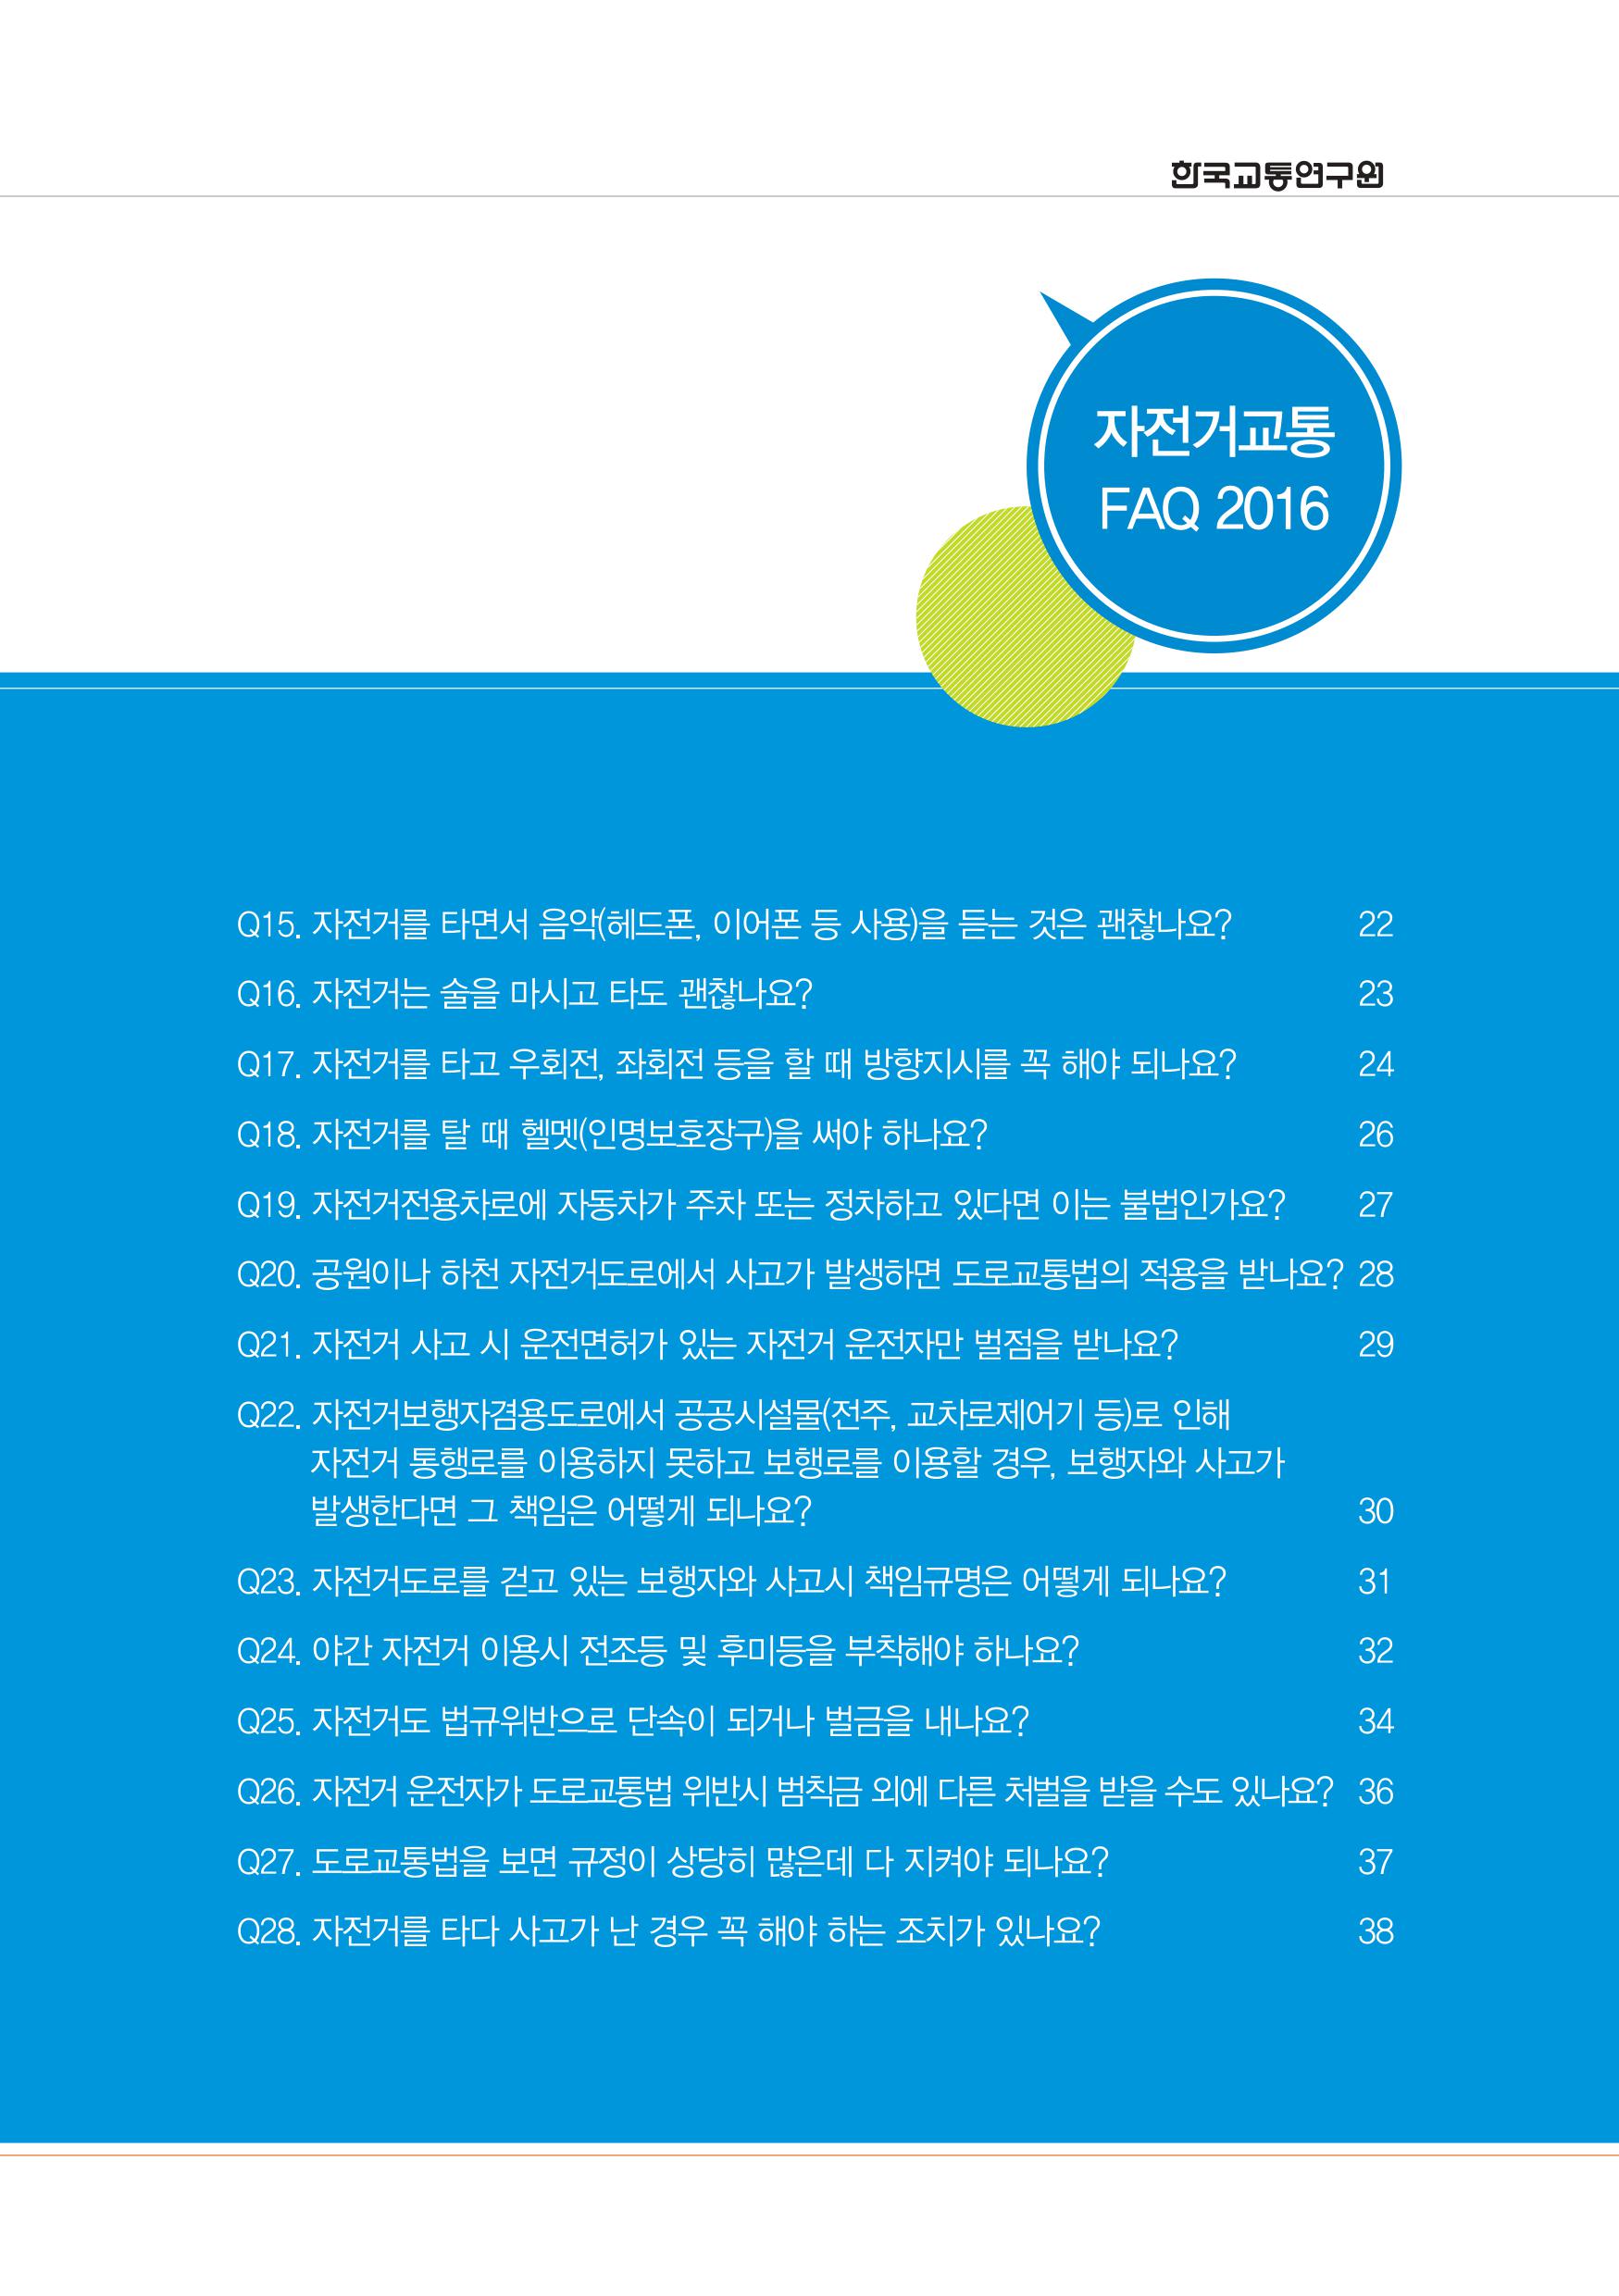 한국교통연구원
자전거교통
FAQ 2016
Q15. 자전거를 타면서 음악(헤드폰, 이어폰 등 사용)을 듣는 것은 괜찮나요? 22
Q16. 자전거는 술을 마시고 타도 괜찮나요? 23
Q17. 자전거를 타고 우회전, 좌회전 등을 할 때 방향지시를 꼭 해야 되나요? 24
Q18. 자전거를 탈 때 헬멧(인명보호장구)을 써야 하나요? 26
Q19. 자전거전용차로에 자동차가 주차 또는 정차하고 있다면 이는 불법인가요? 27
Q20. 공원이나 하천 자전거도로에서 사고가 발생하면 도로교통법의 적용을 받나요? 28
Q21. 자전거 사고 시 운전면허가 있는 자전거 운전자만 벌점을 받나요? 29
Q22. 자전거보행자겸용도로에서 공공시설물(전주, 교차로제어기 등)로 인해
자전거 통행로를 이용하지 못하고 보행로를 이용할 경우, 보행자와 사고가
발생한다면 그 책임은 어떻게 되나요? 30
Q23. 자전거도로를 걷고 있는 보행자와 사고시 책임규명은 어떻게 되나요? 31
Q24. 야간 자전거 이용시 전조등 및 후미등을 부착해야 하나요? 32
Q25. 자전거도 법규위반으로 단속이 되거나 벌금을 내나요? 34
Q26. 자전거 운전자가 도로교통법 위반시 범칙금 외에 다른 처벌을 받을 수도 있나요? 36
Q27. 도로교통법을 보면 규정이 상당히 많은데 다 지켜야 되나요? 37
Q28. 자전거를 타다 사고가 난 경우 꼭 해야 하는 조치가 있나요? 38